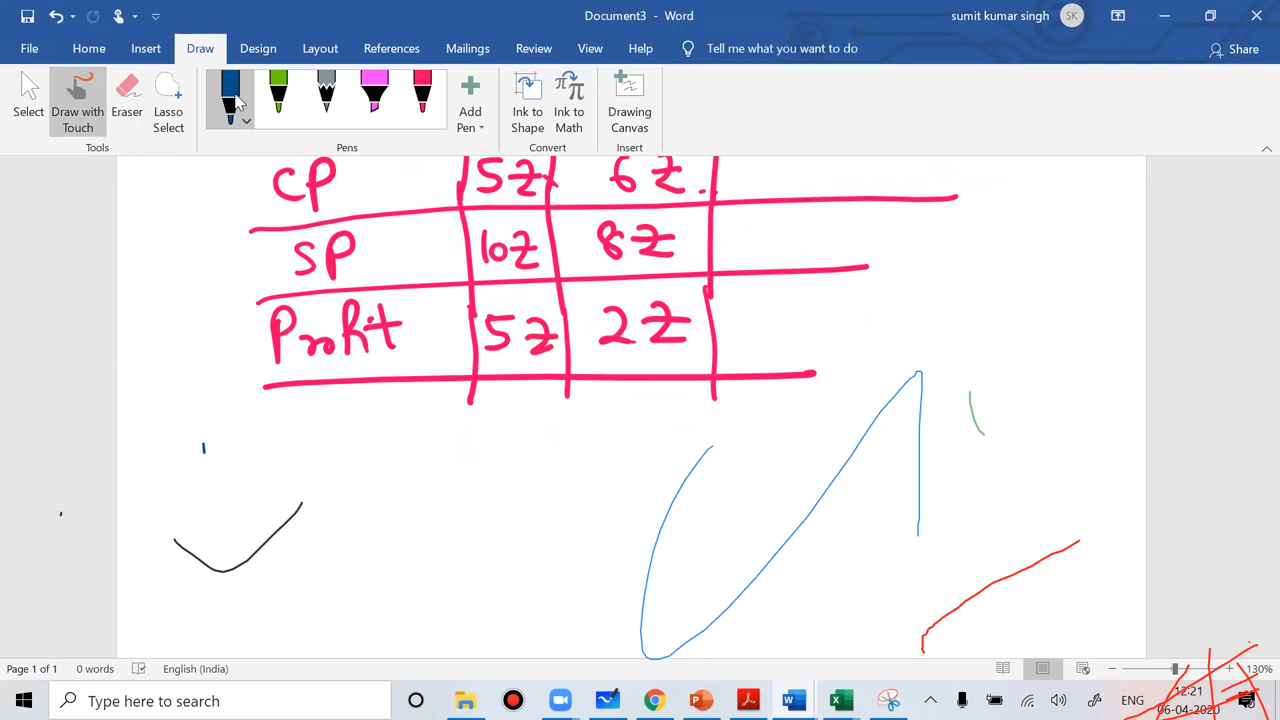 Document3 - Word
sumit kumar singh
SK
File Home Insert Draw Design Layout References Mailings Review View Help Tell me what you want to do Share
Select
Draw with Touch
Eraser
Lasso Select
Add Pen
Ink to Shape
Ink to Math
Drawing Canvas
Tools
Pens
Convert
Insert
CP 5z 6z
SP 10z 8z
Profit 5z 2z
Page 1 of 1 0 words English (India) 130%
Type here to search
ENG
12:21
06-04-2020